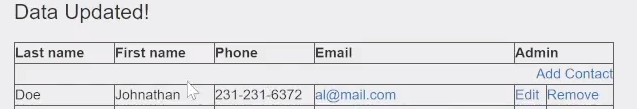 Data Updated!
Last name First name Phone Email Admin
Add Contact
Doe Johnathan 231-231-6372 al@mail.com Edit Remove